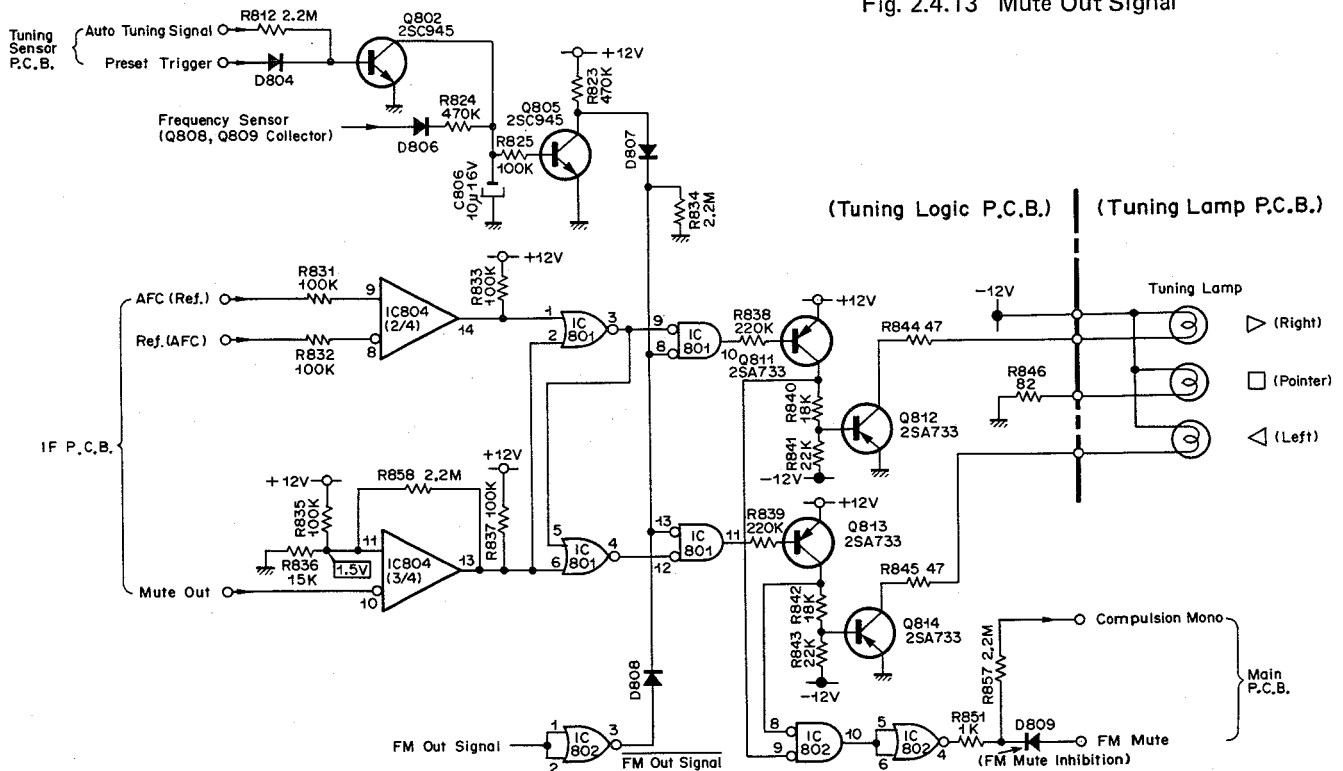 Fig. 2.4.13 Mute Out Signal
Tuning
Sensor
P.C.B.
Auto Tuning Signal
Preset Trigger
R812 2.2M
D804
Q802
2SC945
+12V
R823
470K
Frequency Sensor
(Q808, Q809 Collector)
D806
R824
470K
R825
100K
Q805
2SC945
C806
10μ16V
D807
R834
2.2M
(Tuning Logic P.C.B.)
(Tuning Lamp P.C.B.)
AFC (Ref.)
Ref.(AFC)
R831
100K
R832
100K
9
8
IC804
(2/4)
14
R833
100K
+12V
1
2
IC
801
3
9
8
IC
801
10
R838
220K
Q811
2SA733
+12V
R840
18K
R841
22K
-12V
Q812
2SA733
R844 47
-12V
R846
82
Tuning Lamp
(Right)
(Pointer)
(Left)
IF P.C.B.
+12V
R835
100K
R836
15K
1.5V
R858 2.2M
11
10
IC804
(3/4)
13
+12V
R837 100K
Mute Out
5
6
IC
801
4
13
12
IC
801
11
R839
220K
+12V
Q813
2SA733
R842
18K
R843
22K
-12V
R845 47
Q814
2SA733
D808
FM Out Signal
1
2
IC
802
3
FM Out Signal
8
9
IC
802
10
5
6
IC
802
4
R851
1K
R857 2.2M
D809
(FM Mute Inhibition)
Compulsion Mono
FM Mute
Main
P.C.B.